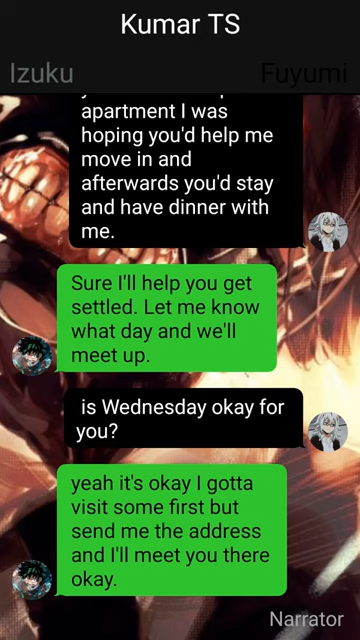 Kumar TS
Izuku
Fuyumi
apartment I was
hoping you'd help me
move in and
afterwards you'd stay
and have dinner with
me.
Sure I'll help you get
settled. Let me know
what day and we'll
meet up.
is Wednesday okay for
you?
yeah it's okay I gotta
visit some first but
send me the address
and I'll meet you there
okay.
Narrator